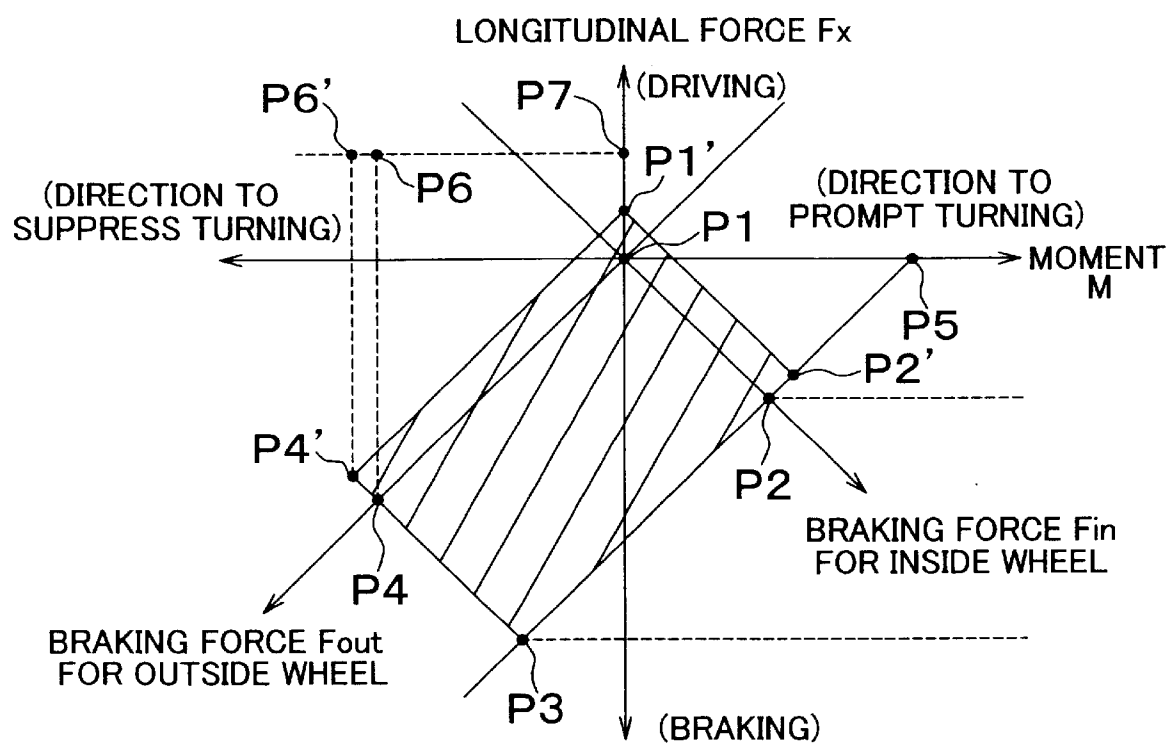 LONGITUDINAL FORCE Fx
(DRIVING)
P6’
P7
P1’
P6
(DIRECTION TO
SUPPRESS TURNING)
(DIRECTION TO
PROMPT TURNING)
P1
MOMENT
M
P5
P2’
P4’
P2
BRAKING FORCE Fin
FOR INSIDE WHEEL
P4
BRAKING FORCE Fout
FOR OUTSIDE WHEEL
P3
(BRAKING)